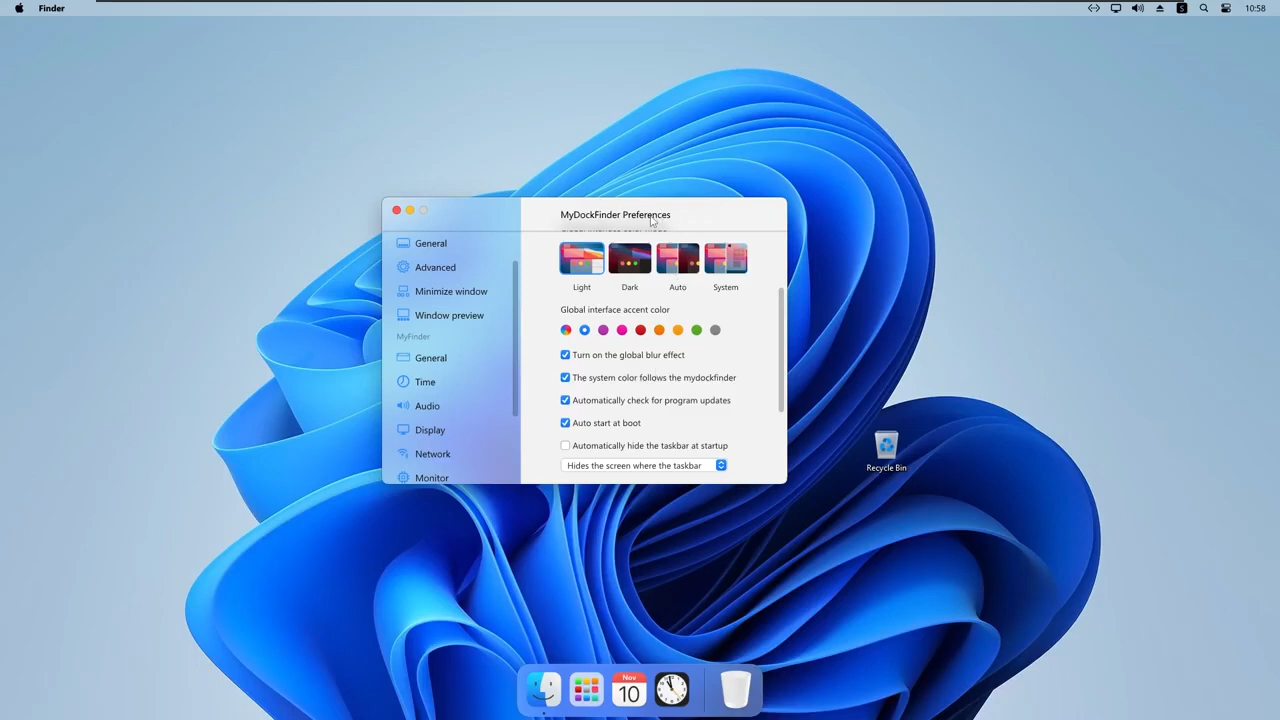 Finder
S
10:58
MyDockFinder Preferences
General
Advanced
Minimize window
Window preview
MyFinder
General
Time
Audio
Display
Network
Monitor
Light
Dark
Auto
System
Global interface accent color
Turn on the global blur effect
The system color follows the mydockfinder
Automatically check for program updates
Auto start at boot
Automatically hide the taskbar at startup
Hides the screen where the taskbar
Recycle Bin
Nov
10